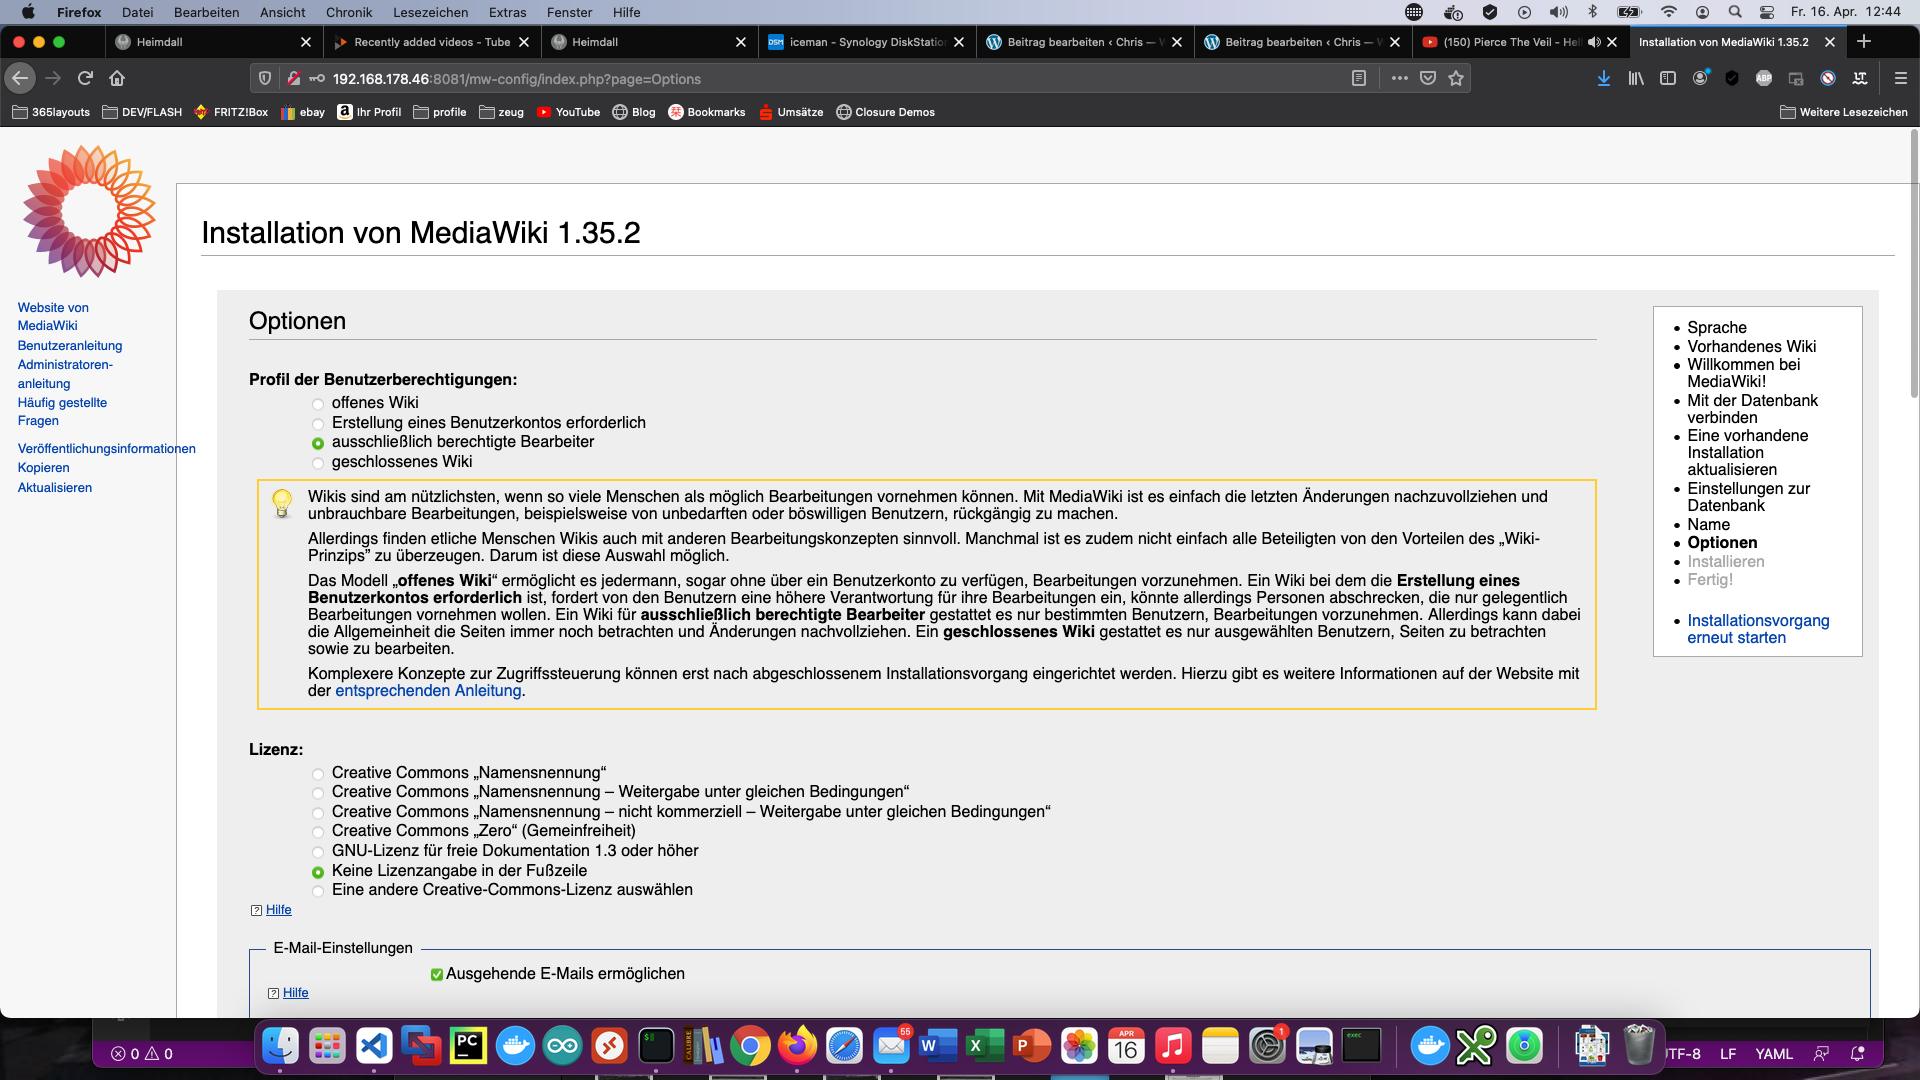 Firefox Datei Bearbeiten Ansicht Chronik Lesezeichen Extras Fenster Hilfe Fr. 16. Apr. 12:44
Heimdall
Recently added videos - Tube
Heimdall
DSM iceman - Synology DiskStation
Beitrag bearbeiten ‹ Chris — W
Beitrag bearbeiten ‹ Chris — W
(150) Pierce The Veil - Hell
Installation von MediaWiki 1.35.2
192.168.178.46:8081/mw-config/index.php?page=Options
ABP
365layouts DEV/FLASH FRITZ!Box ebay Ihr Profil profile zeug YouTube Blog Bookmarks Umsätze Closure Demos Weitere Lesezeichen
Website von
MediaWiki
Benutzeranleitung
Administratoren-
anleitung
Häufig gestellte
Fragen
Veröffentlichungsinformationen
Kopieren
Aktualisieren
Installation von MediaWiki 1.35.2
Optionen
Profil der Benutzerberechtigungen:
offenes Wiki
Erstellung eines Benutzerkontos erforderlich
ausschließlich berechtigte Bearbeiter
geschlossenes Wiki
Wikis sind am nützlichsten, wenn so viele Menschen als möglich Bearbeitungen vornehmen können. Mit MediaWiki ist es einfach die letzten Änderungen nachzuvollziehen und
unbrauchbare Bearbeitungen, beispielsweise von unbedarften oder böswilligen Benutzern, rückgängig zu machen.
Allerdings finden etliche Menschen Wikis auch mit anderen Bearbeitungskonzepten sinnvoll. Manchmal ist es zudem nicht einfach alle Beteiligten von den Vorteilen des „Wiki-
Prinzips” zu überzeugen. Darum ist diese Auswahl möglich.
Das Modell „offenes Wiki“ ermöglicht es jedermann, sogar ohne über ein Benutzerkonto zu verfügen, Bearbeitungen vorzunehmen. Ein Wiki bei dem die Erstellung eines
Benutzerkontos erforderlich ist, fordert von den Benutzern eine höhere Verantwortung für ihre Bearbeitungen ein, könnte allerdings Personen abschrecken, die nur gelegentlich
Bearbeitungen vornehmen wollen. Ein Wiki für ausschließlich berechtigte Bearbeiter gestattet es nur bestimmten Benutzern, Bearbeitungen vorzunehmen. Allerdings kann dabei
die Allgemeinheit die Seiten immer noch betrachten und Änderungen nachvollziehen. Ein geschlossenes Wiki gestattet es nur ausgewählten Benutzern, Seiten zu betrachten
sowie zu bearbeiten.
Komplexere Konzepte zur Zugriffssteuerung können erst nach abgeschlossenem Installationsvorgang eingerichtet werden. Hierzu gibt es weitere Informationen auf der Website mit
der entsprechenden Anleitung.
Lizenz:
Creative Commons „Namensnennung“
Creative Commons „Namensnennung – Weitergabe unter gleichen Bedingungen“
Creative Commons „Namensnennung – nicht kommerziell – Weitergabe unter gleichen Bedingungen“
Creative Commons „Zero“ (Gemeinfreiheit)
GNU-Lizenz für freie Dokumentation 1.3 oder höher
Keine Lizenzangabe in der Fußzeile
Eine andere Creative-Commons-Lizenz auswählen
Hilfe
E-Mail-Einstellungen
Ausgehende E-Mails ermöglichen
Hilfe
Sprache
Vorhandenes Wiki
Willkommen bei
MediaWiki!
Mit der Datenbank
verbinden
Eine vorhandene
Installation
aktualisieren
Einstellungen zur
Datenbank
Name
Optionen
Installieren
Fertig!
Installationsvorgang
erneut starten
0 0
PC
CALIBRE
55
W
X
P
APR
16
1
exec
UTF-8 LF YAML